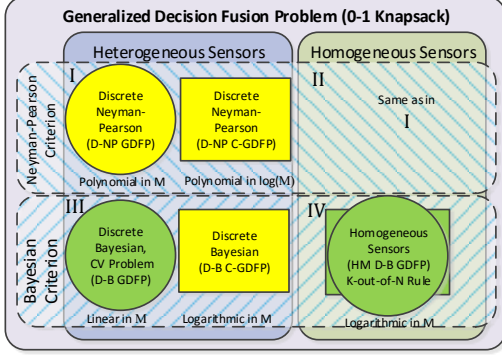 Generalized Decision Fusion Problem (0-1 Knapsack)
Heterogeneous Sensors
Homogeneous Sensors
Neyman-Pearson
Criterion
I
Discrete
Neyman-
Pearson
(D-NP GDFP)
Polynomial in M
Discrete
Neyman-
Pearson
(D-NP C-GDFP)
Polynomial in log(M)
II
Same as in
I
Bayesian
Criterion
III
Discrete
Bayesian,
CV Problem
(D-B GDFP)
Linear in M
Discrete
Bayesian
(D-B C-GDFP)
Logarithmic in M
IV
Homogeneous
Sensors
(HM D-B GDFP)
K-out-of-N Rule
Logarithmic in M